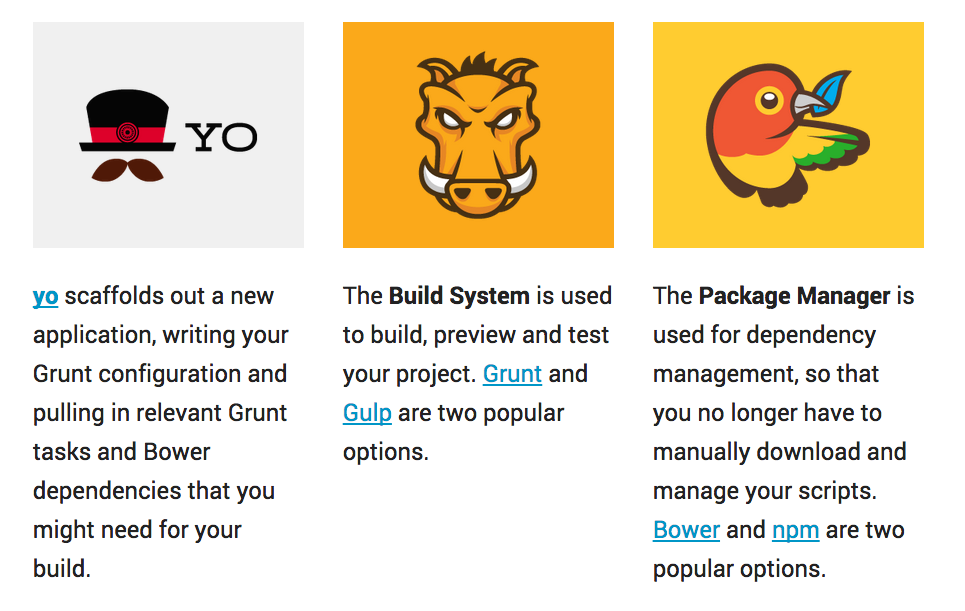 YO
yo scaffolds out a new
application, writing your
Grunt configuration and
pulling in relevant Grunt
tasks and Bower
dependencies that you
might need for your
build.
The Build System is used
to build, preview and test
your project. Grunt and
Gulp are two popular
options.
The Package Manager is
used for dependency
management, so that
you no longer have to
manually download and
manage your scripts.
Bower and npm are two
popular options.